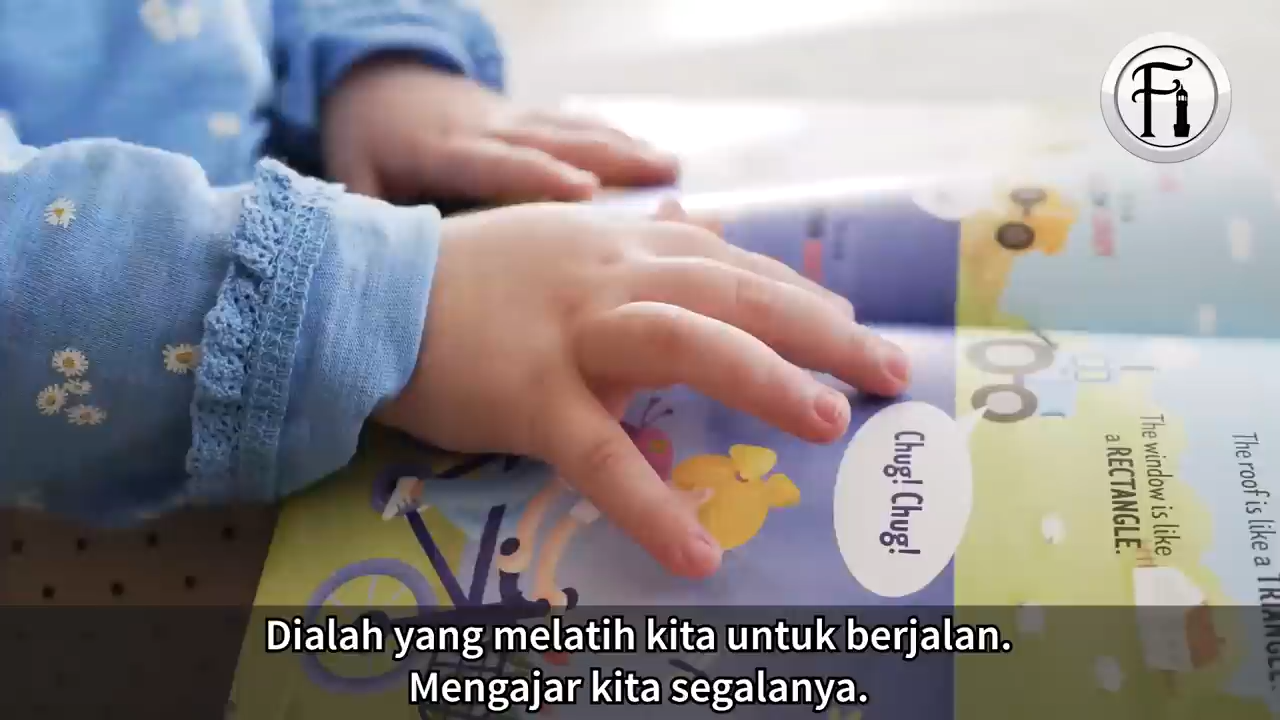 Fi
Chug! Chug!
The window is like
a RECTANGLE.
The roof is like a TRIANGLE.
Dialah yang melatih kita untuk berjalan.
Mengajar kita segalanya.